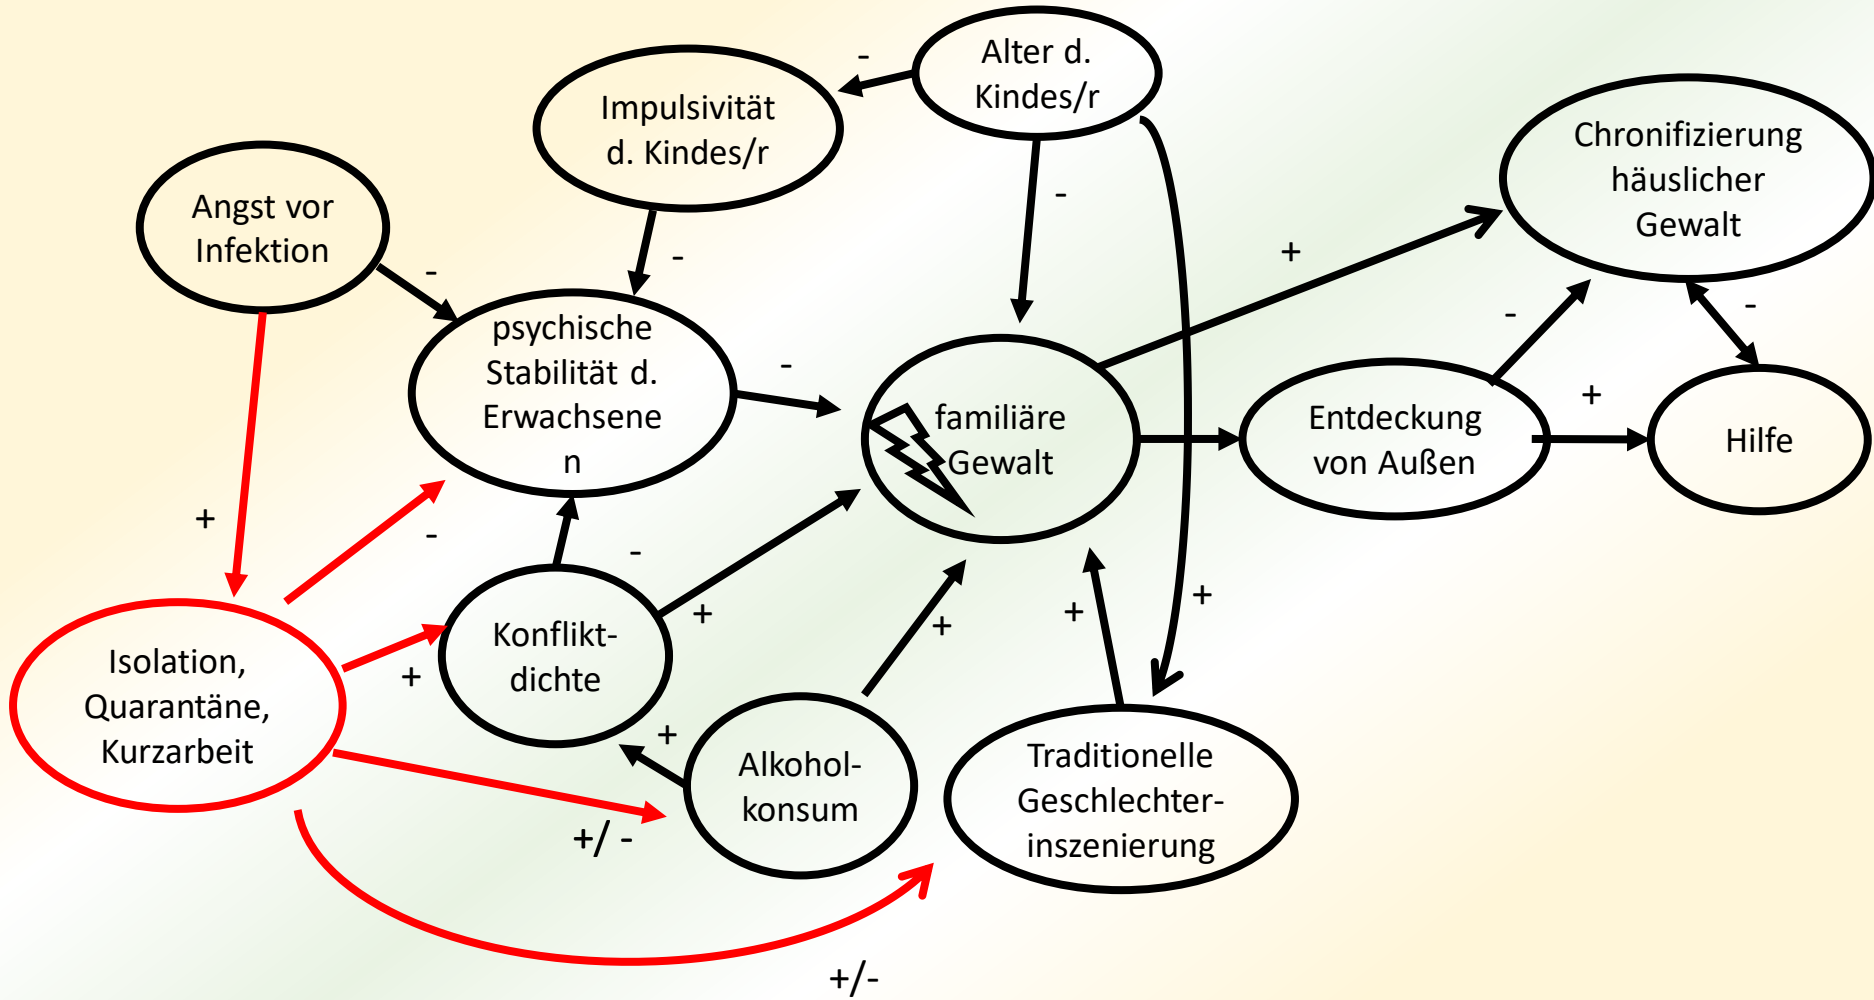 Alter d.
Kindes/r
-
Impulsivität
d. Kindes/r
Chronifizierung
häuslicher
Gewalt
Angst vor
Infektion
-
-
-
+
-
-
psychische
Stabilität d.
Erwachsene
n
-
familiäre
Gewalt
+
Entdeckung
von Außen
Hilfe
+
-
-
+
+
+
+
Konflikt-
dichte
Isolation,
Quarantäne,
Kurzarbeit
+
+
Alkohol-
konsum
Traditionelle
Geschlechter-
inszenierung
+/ -
+/-